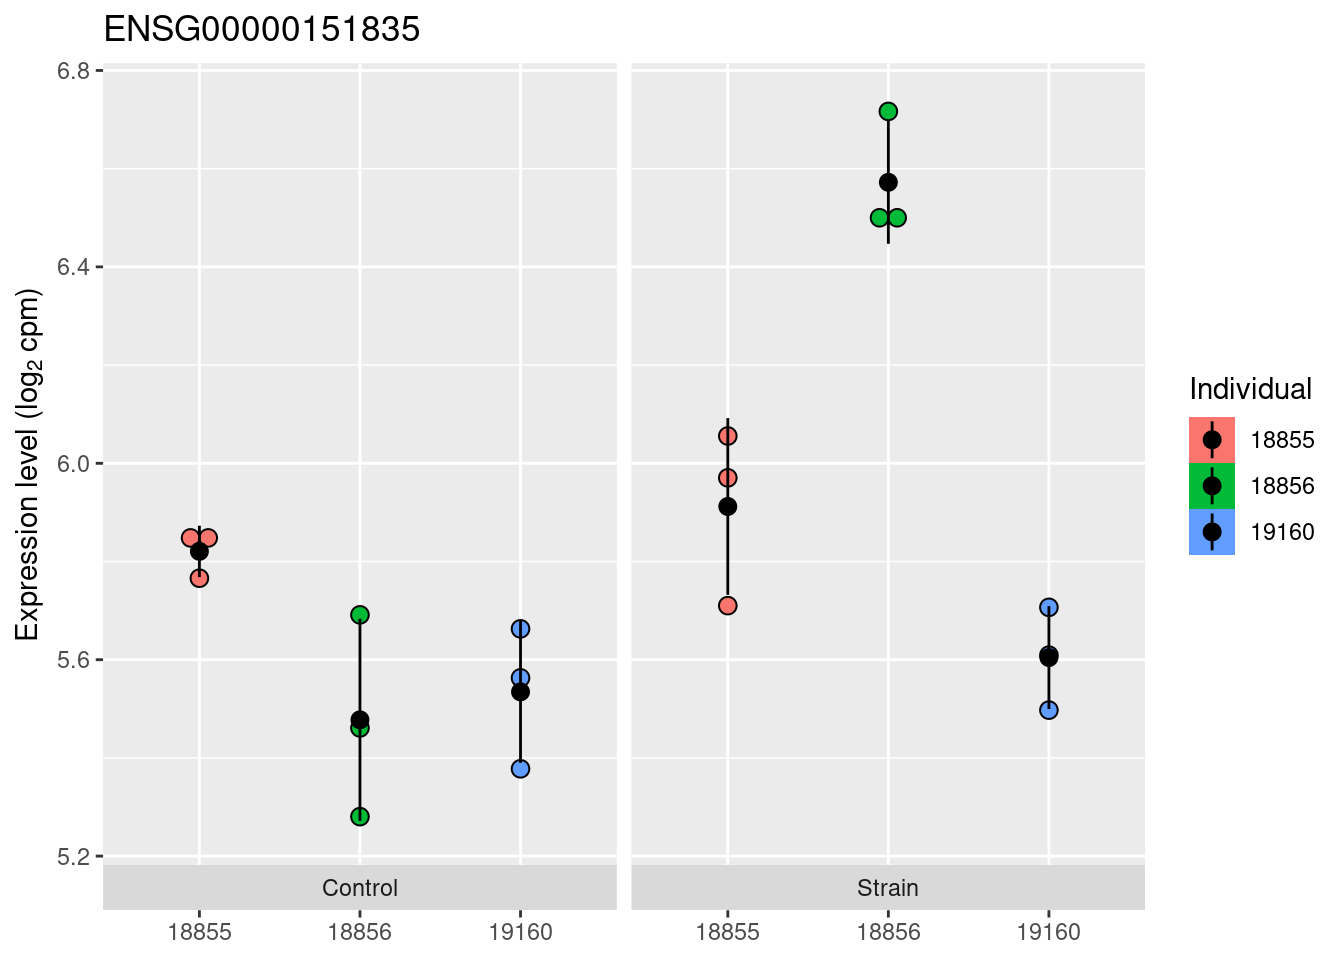 ENSG00000151835
Expression level (log₂ cpm)
6.8
6.4
6.0
5.6
5.2
Control
Strain
18855 18856 19160
18855 18856 19160
Individual
18855
18856
19160